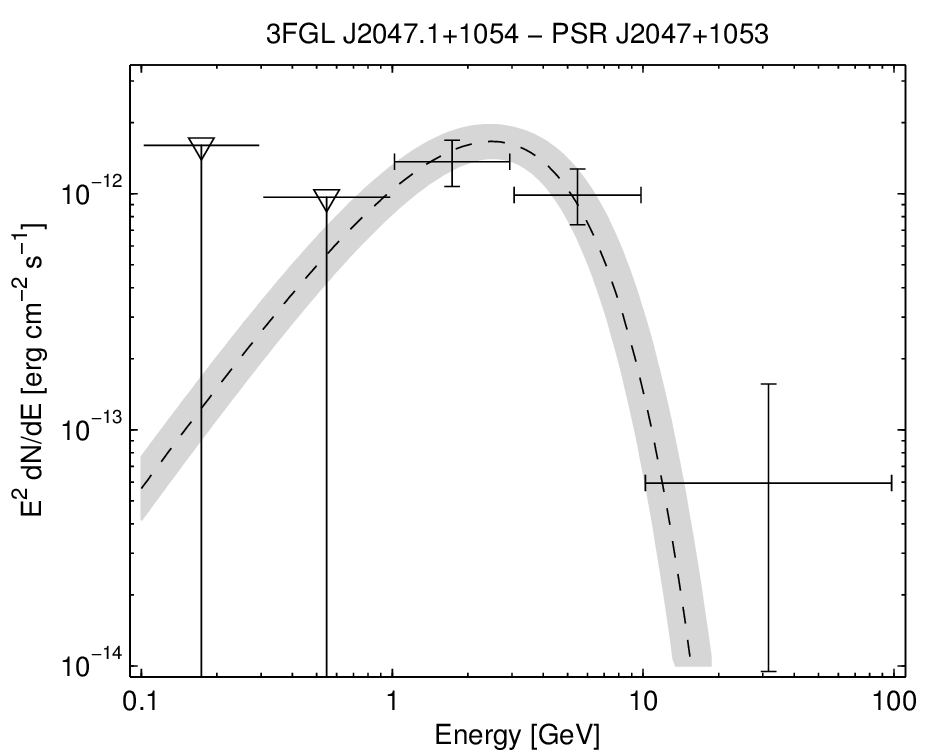 3FGL J2047.1+1054 − PSR J2047+1053
E² dN/dE [erg cm⁻² s⁻¹]
10⁻¹²
10⁻¹³
10⁻¹⁴
0.1 1 10 100
Energy [GeV]